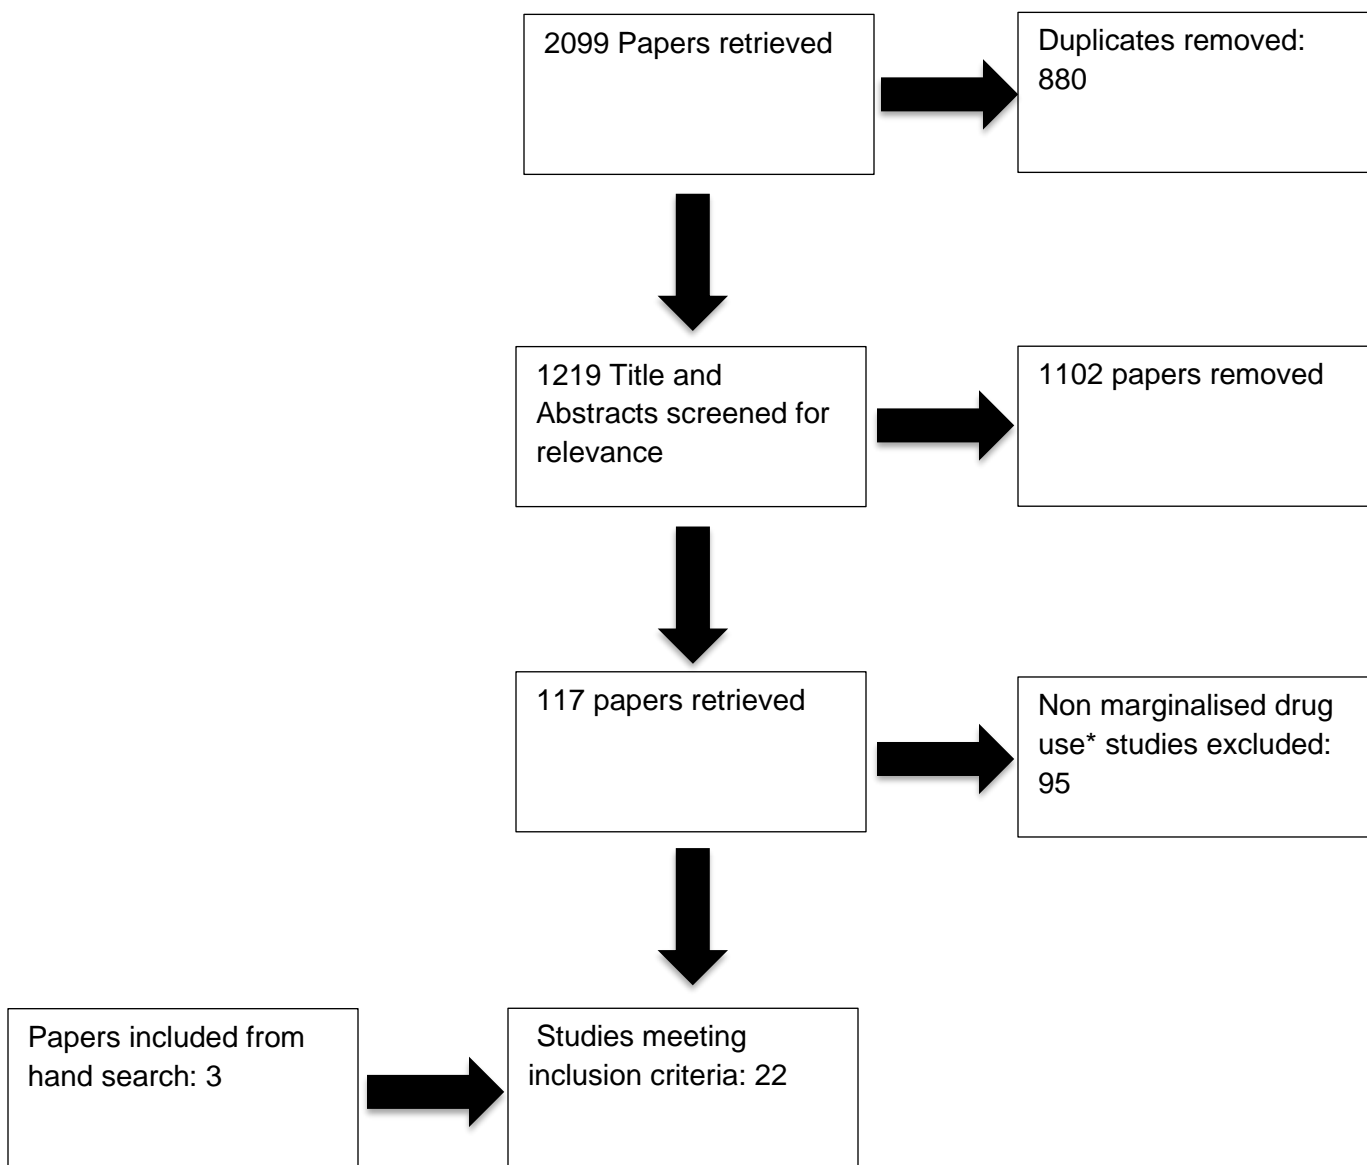 2099 Papers retrieved
Duplicates removed:
880
1219 Title and
Abstracts screened for
relevance
1102 papers removed
117 papers retrieved
Non marginalised drug
use* studies excluded:
95
Papers included from
hand search: 3
Studies meeting
inclusion criteria: 22